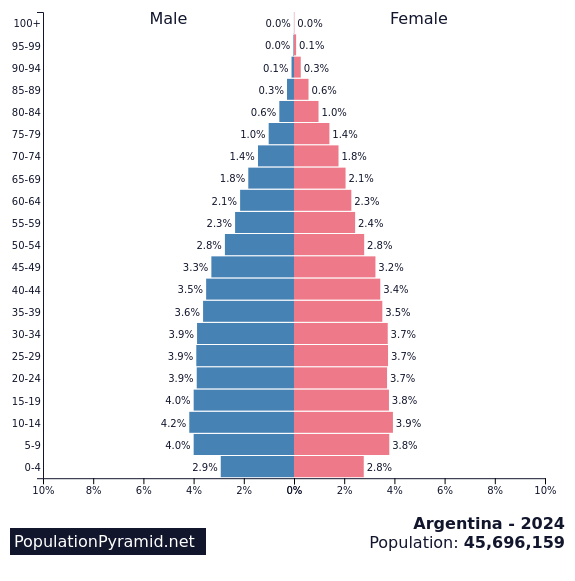 Male Female
100+ 0.0% 0.0%
95-99 0.0% 0.1%
90-94 0.1% 0.3%
85-89 0.3% 0.6%
80-84 0.6% 1.0%
75-79 1.0% 1.4%
70-74 1.4% 1.8%
65-69 1.8% 2.1%
60-64 2.1% 2.3%
55-59 2.3% 2.4%
50-54 2.8% 2.8%
45-49 3.3% 3.2%
40-44 3.5% 3.4%
35-39 3.6% 3.5%
30-34 3.9% 3.7%
25-29 3.9% 3.7%
20-24 3.9% 3.7%
15-19 4.0% 3.8%
10-14 4.2% 3.9%
5-9 4.0% 3.8%
0-4 2.9% 2.8%
10% 8% 6% 4% 2% 0% 2% 4% 6% 8% 10%
Argentina - 2024
PopulationPyramid.net Population: 45,696,159